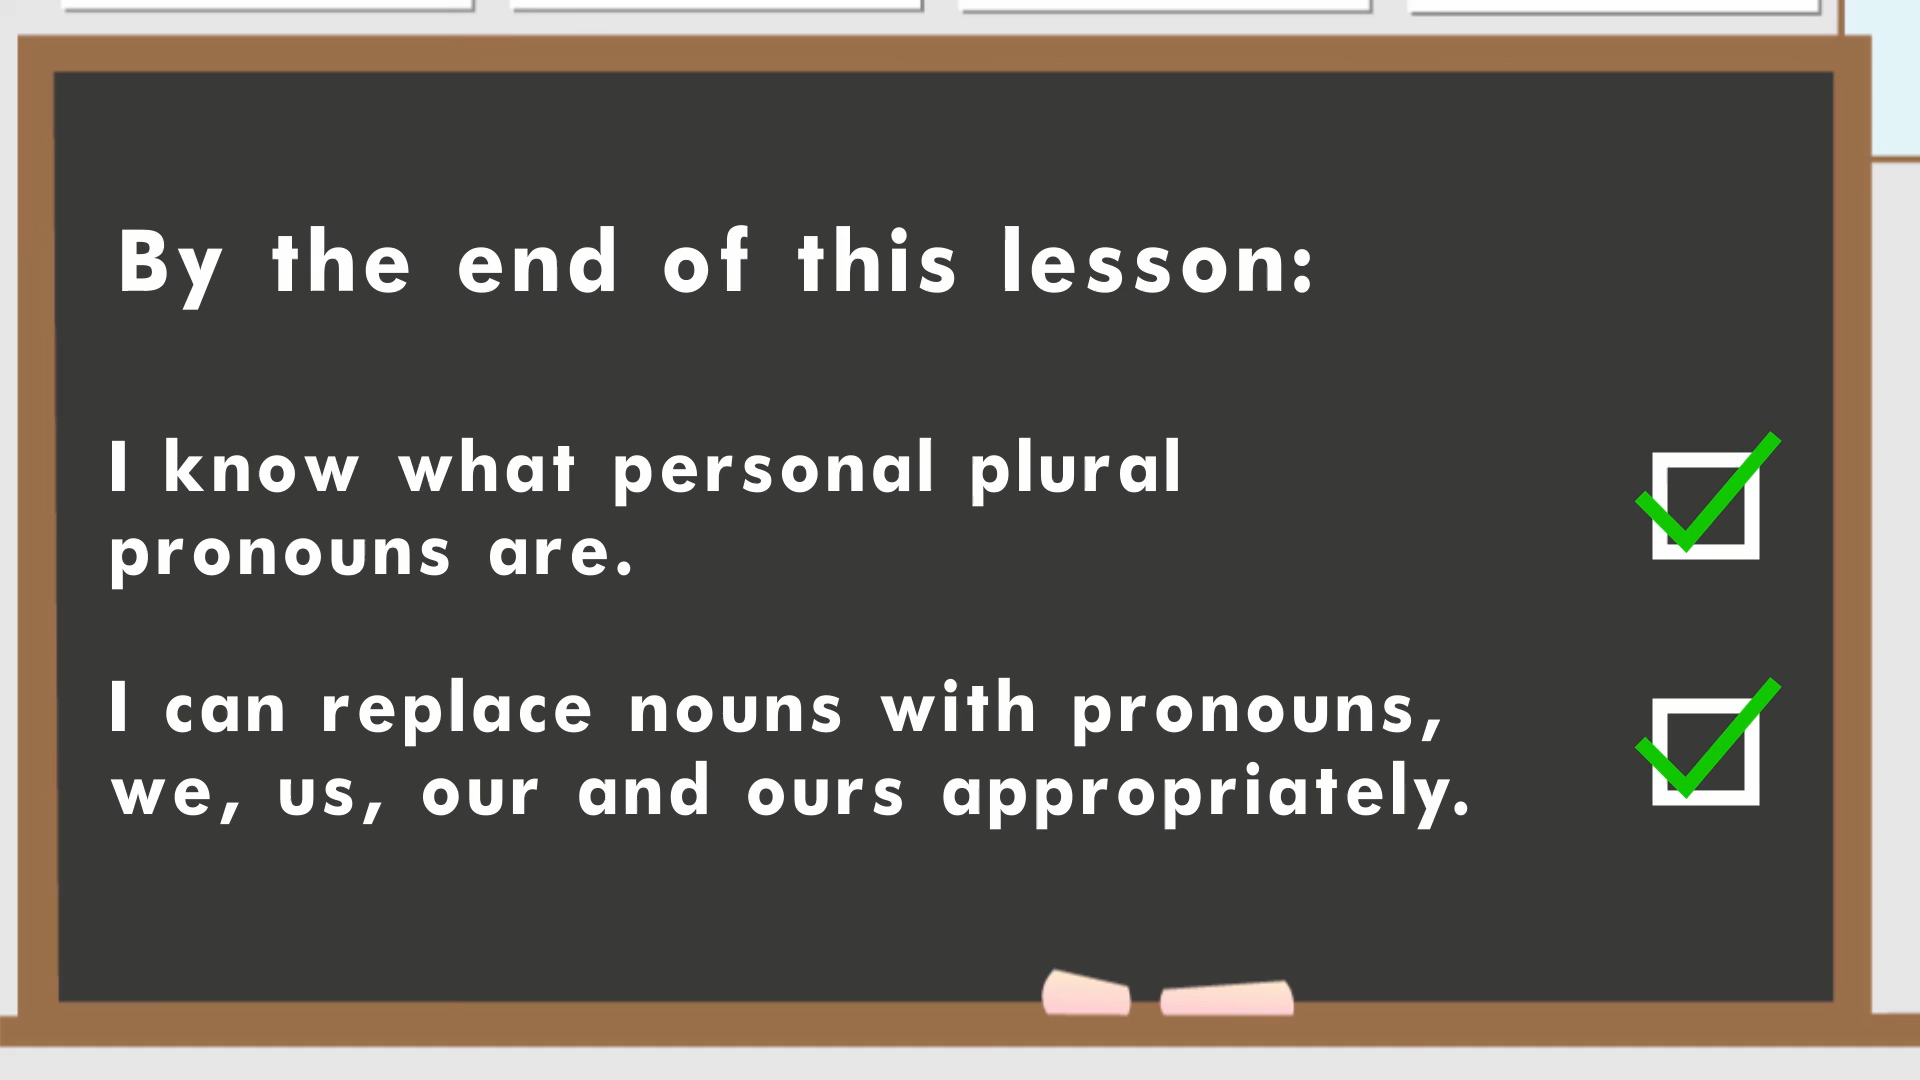 By the end of this lesson:
I know what personal plural
pronouns are.
I can replace nouns with pronouns,
we, us, our and ours appropriately.